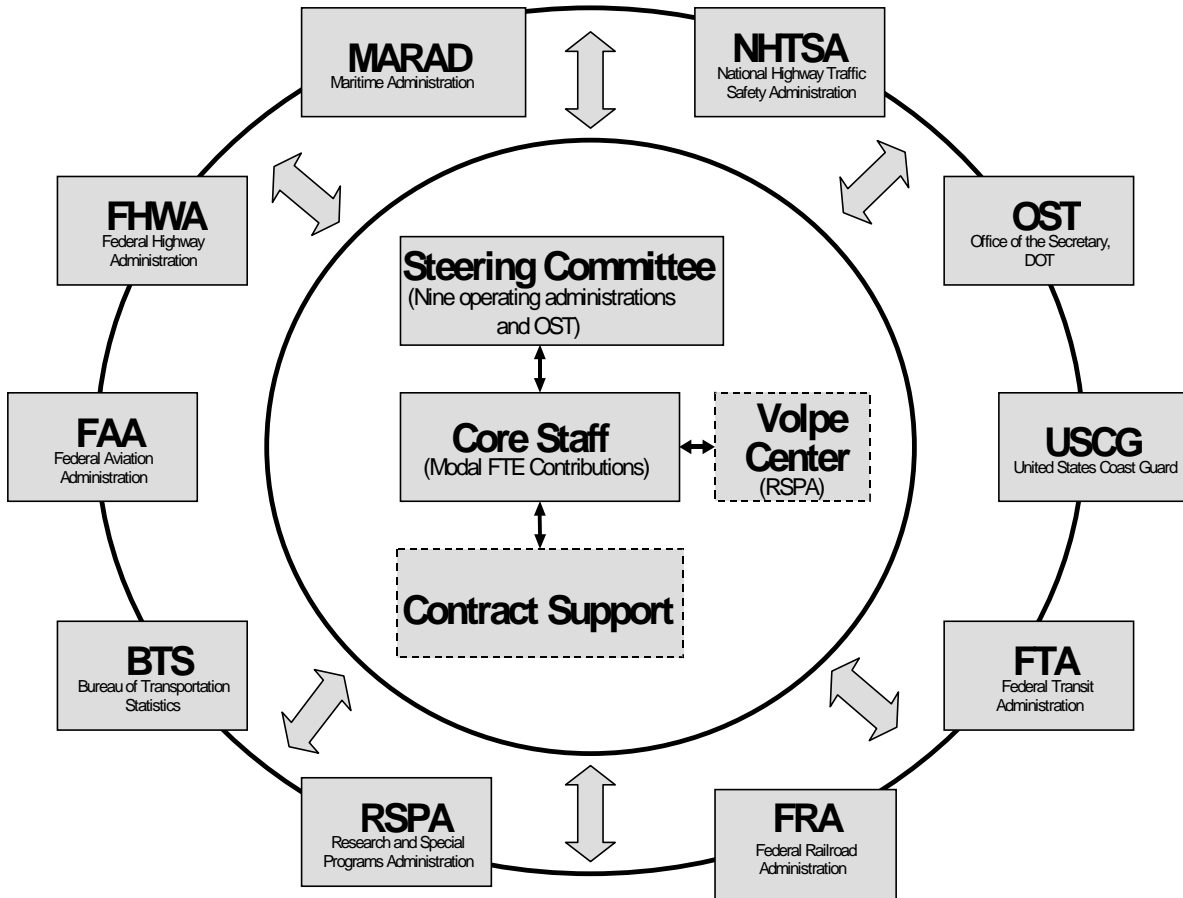 MARAD
Maritime Administration
NHTSA
National Highway Traffic
Safety Administration
FHWA
Federal Highway
Administration
OST
Office of the Secretary,
DOT
Steering Committee
(Nine operating administrations
and OST)
FAA
Federal Aviation
Administration
Core Staff
(Modal FTE Contributions)
Volpe
Center
(RSPA)
USCG
United States Coast Guard
Contract Support
BTS
Bureau of Transportation
Statistics
FTA
Federal Transit
Administration
RSPA
Research and Special
Programs Administration
FRA
Federal Railroad
Administration